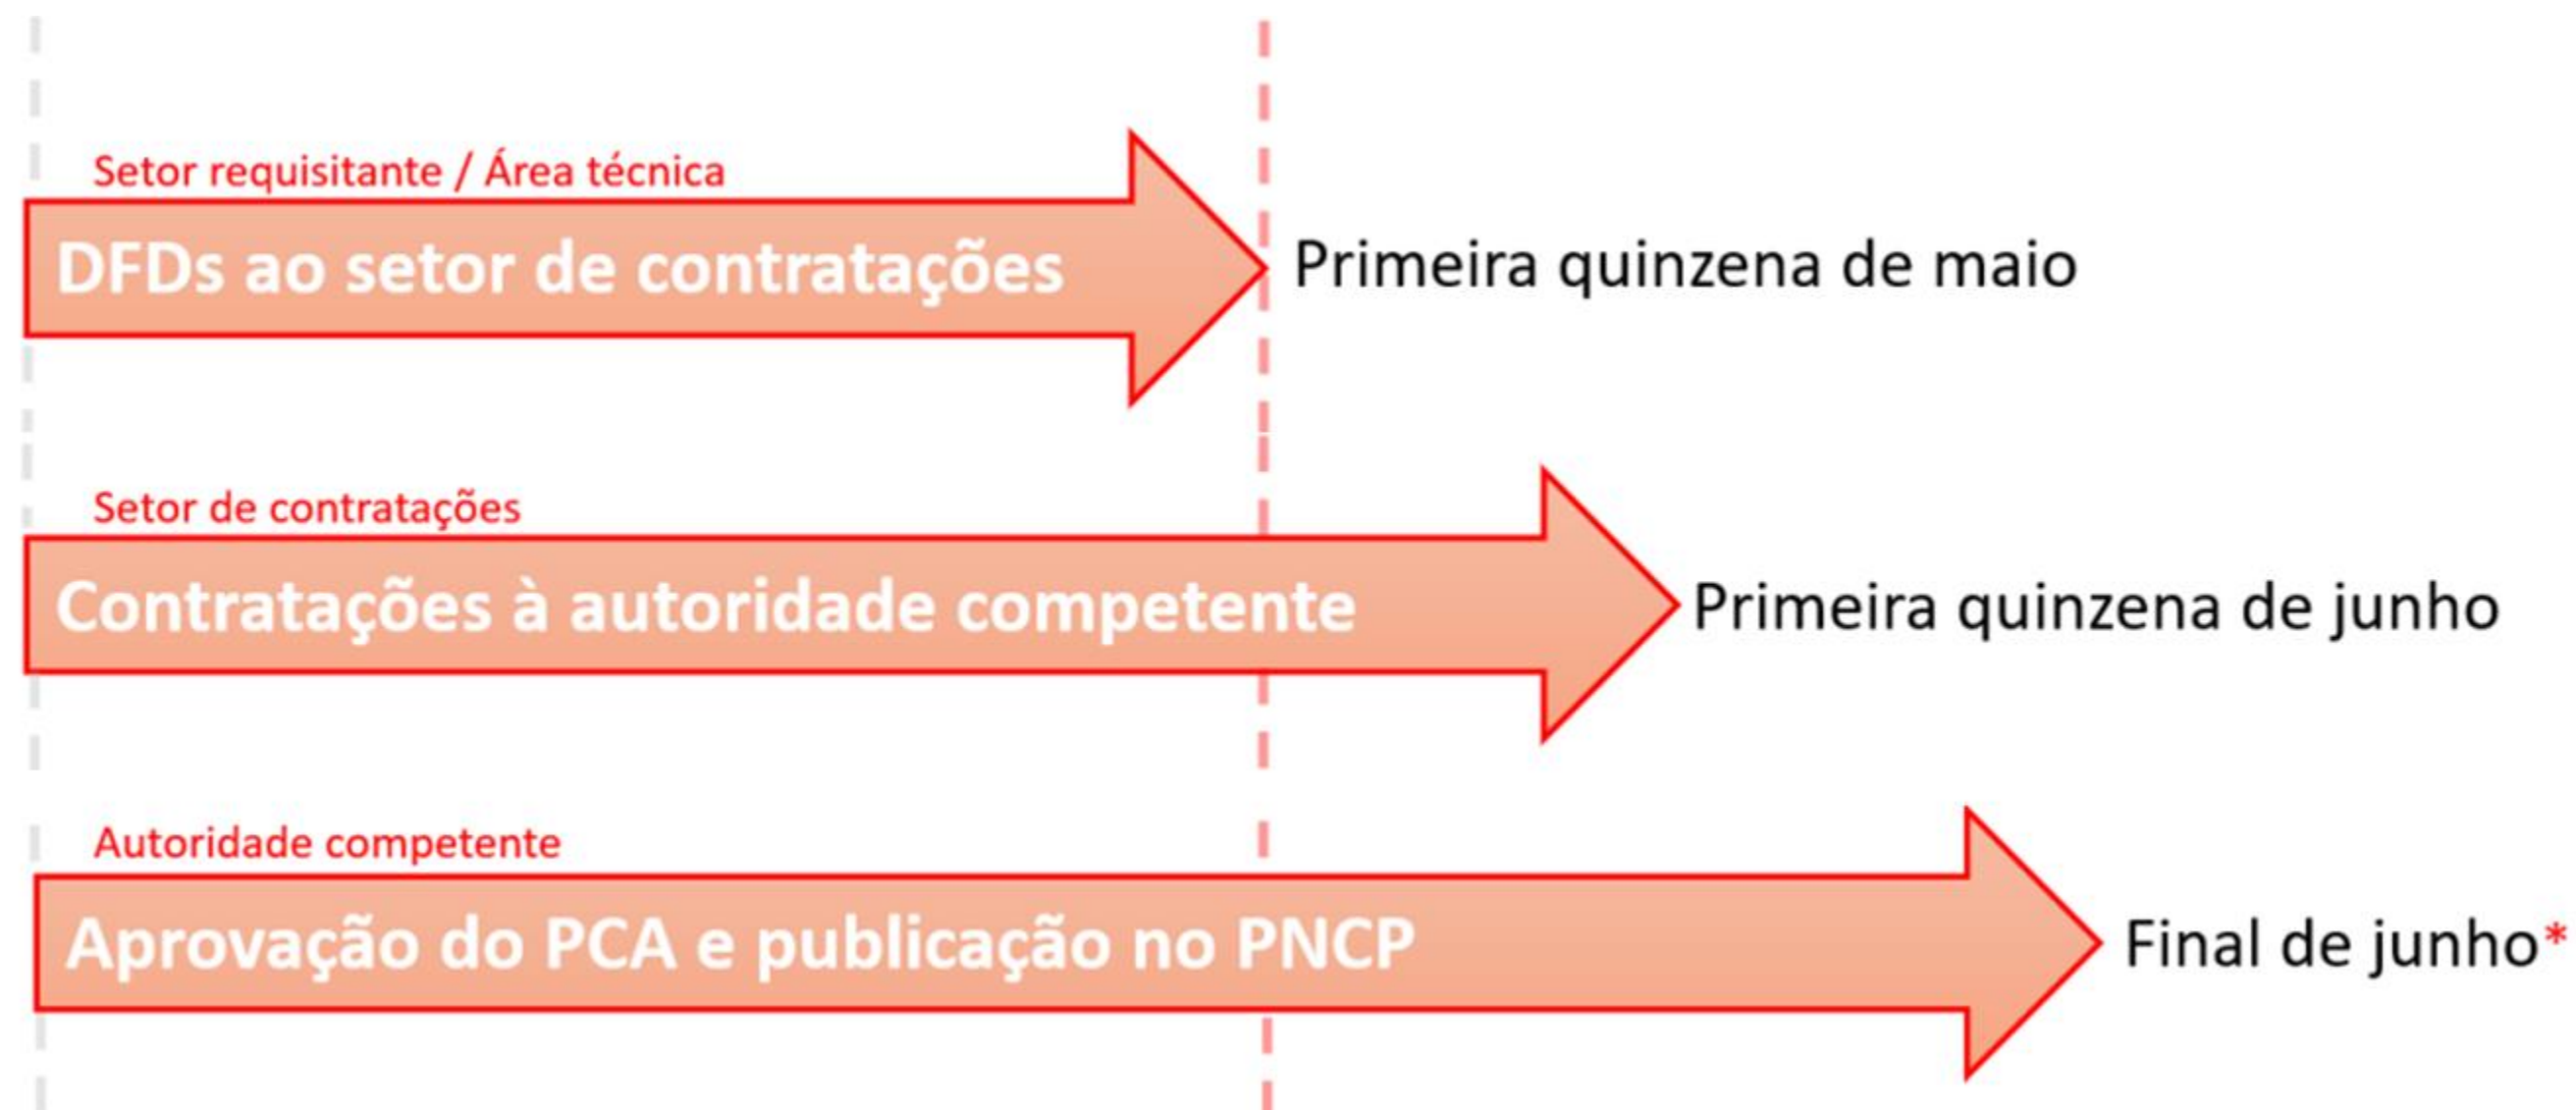 Setor requisitante / Área técnica
DFDs ao setor de contratações
Primeira quinzena de maio
Setor de contratações
Contratações à autoridade competente
Primeira quinzena de junho
Autoridade competente
Aprovação do PCA e publicação no PNCP
Final de junho*